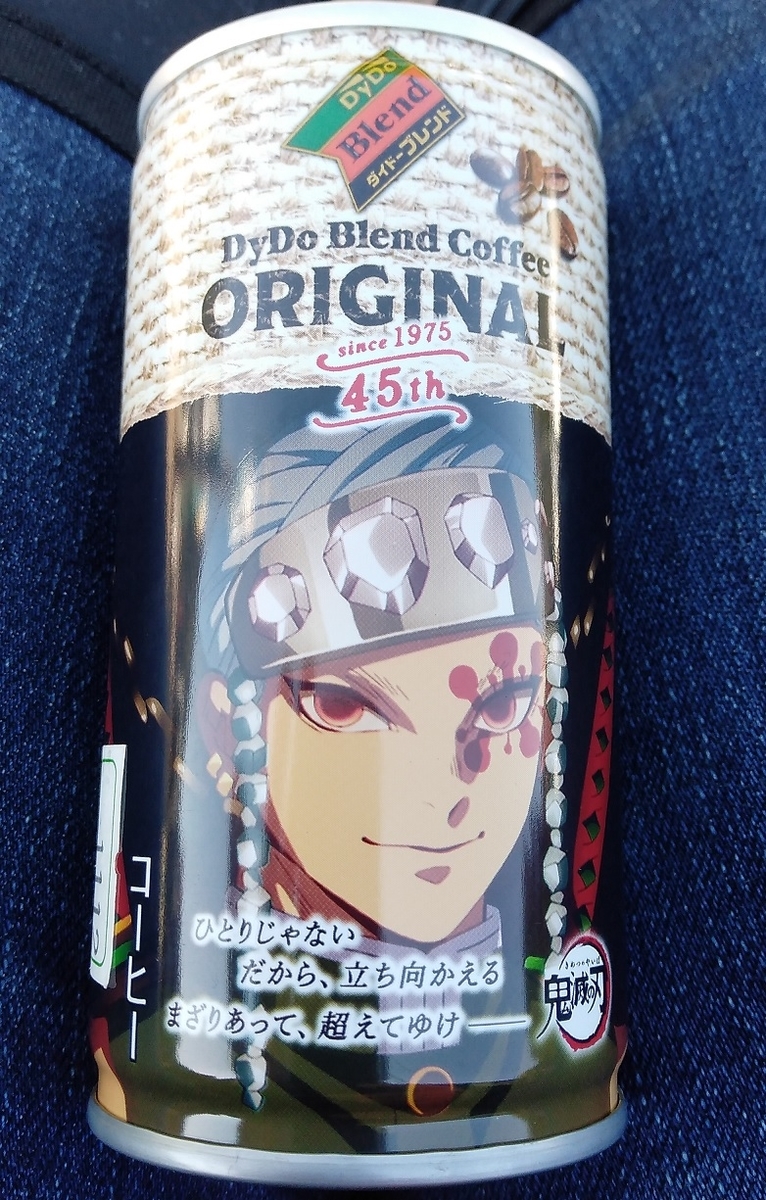 DyDo
Blend
ダイドーブレンド
DyDo Blend Coffee
ORIGINAL
since 1975
45th
コーヒー
ひとりじゃない
だから、立ち向かえる
まざりあって、超えてゆけ――
きめつのやいば
鬼滅の刃